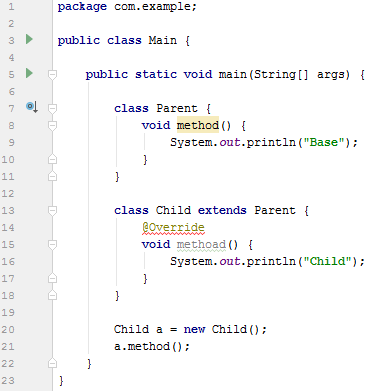 1 package com.example;
2
3 public class Main {
4
5 public static void main(String[] args) {
6
7 class Parent {
8 void method() {
9 System.out.println("Base");
10 }
11 }
12
13 class Child extends Parent {
14 @Override
15 void methoad() {
16 System.out.println("Child");
17 }
18 }
19
20 Child a = new Child();
21 a.method();
22 }
23 }